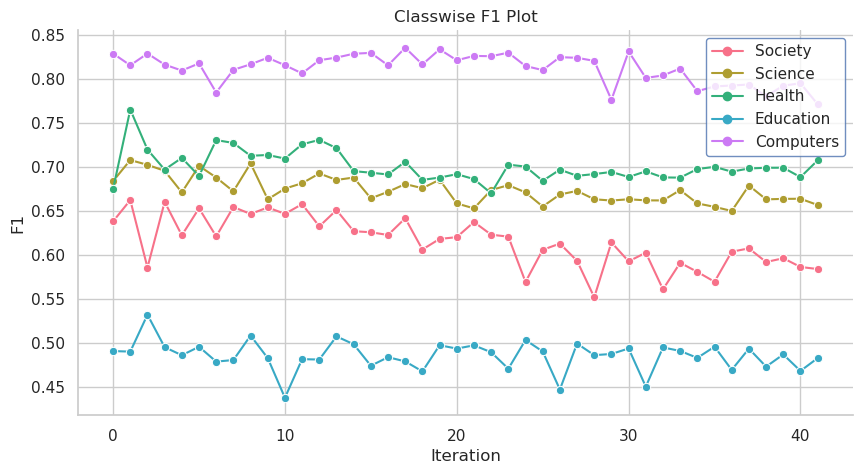 Classwise F1 Plot
F1
0.85
0.80
0.75
0.70
0.65
0.60
0.55
0.50
0.45
0
10
20
30
40
Iteration
Society
Science
Health
Education
Computers